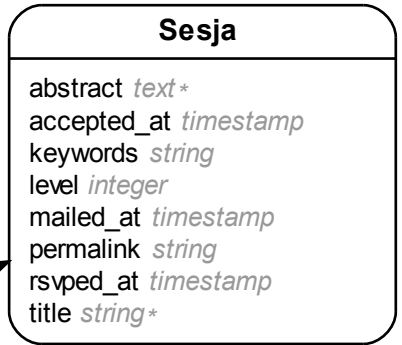 Sesja
abstract text*
accepted_at timestamp
keywords string
level integer
mailed_at timestamp
permalink string
rsvped_at timestamp
title string*